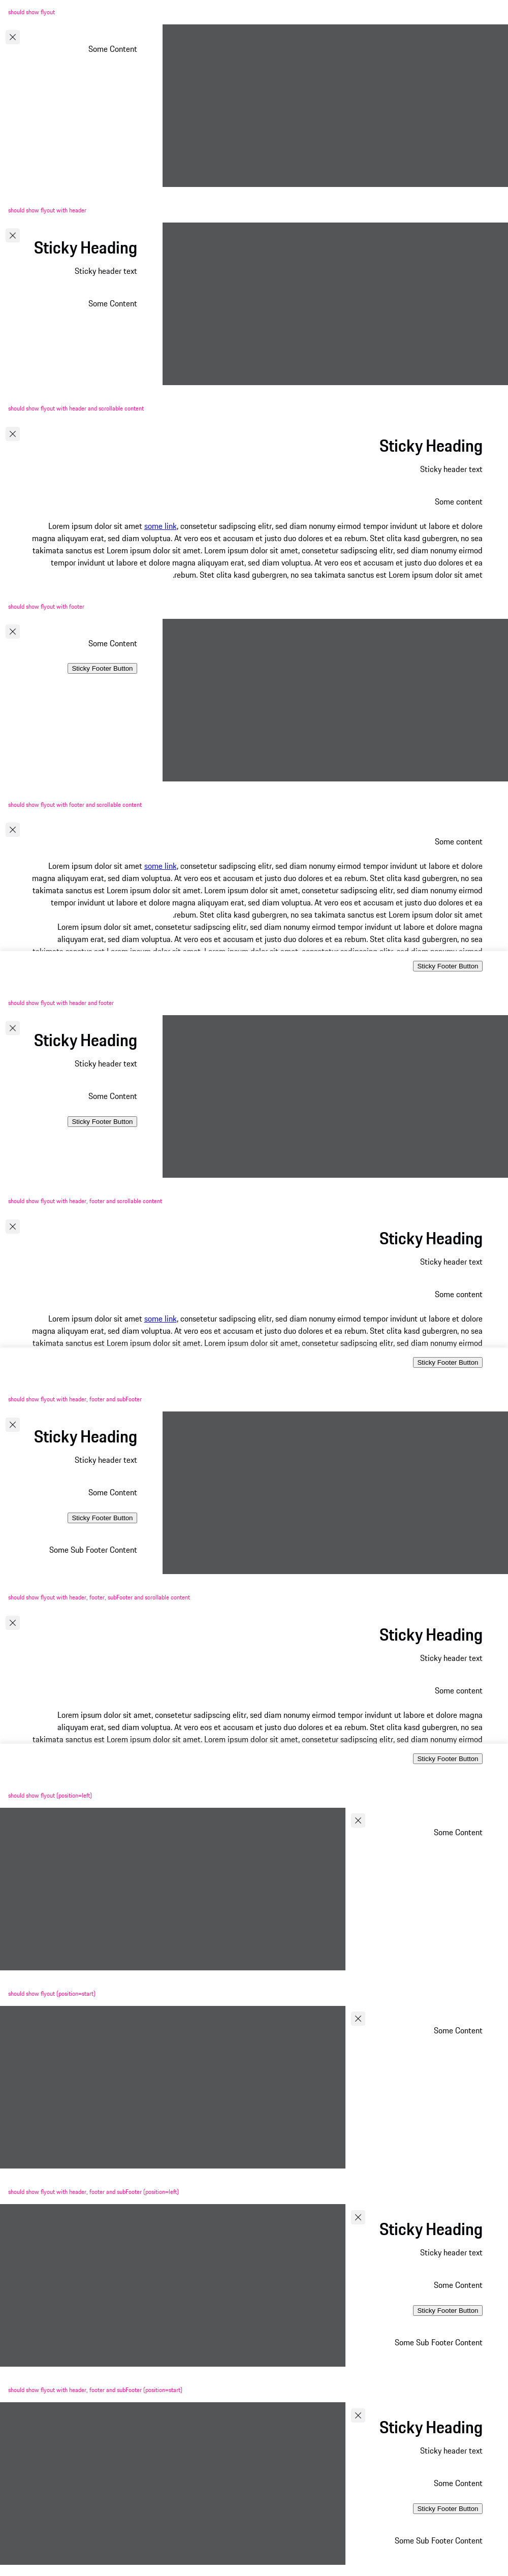 should show flyout
Some Content
should show flyout with header
Sticky Heading
Sticky header text
Some Content
should show flyout with header and scrollable content
Sticky Heading
Sticky header text
Some content
Lorem ipsum dolor sit amet some link, consetetur sadipscing elitr, sed diam nonumy eirmod tempor invidunt ut labore et dolore
magna aliquyam erat, sed diam voluptua. At vero eos et accusam et justo duo dolores et ea rebum. Stet clita kasd gubergren, no sea
takimata sanctus est Lorem ipsum dolor sit amet. Lorem ipsum dolor sit amet, consetetur sadipscing elitr, sed diam nonumy eirmod
tempor invidunt ut labore et dolore magna aliquyam erat, sed diam voluptua. At vero eos et accusam et justo duo dolores et ea
.rebum. Stet clita kasd gubergren, no sea takimata sanctus est Lorem ipsum dolor sit amet
should show flyout with footer
Some Content
Sticky Footer Button
should show flyout with footer and scrollable content
Some content
Lorem ipsum dolor sit amet some link, consetetur sadipscing elitr, sed diam nonumy eirmod tempor invidunt ut labore et dolore
magna aliquyam erat, sed diam voluptua. At vero eos et accusam et justo duo dolores et ea rebum. Stet clita kasd gubergren, no sea
takimata sanctus est Lorem ipsum dolor sit amet. Lorem ipsum dolor sit amet, consetetur sadipscing elitr, sed diam nonumy eirmod
tempor invidunt ut labore et dolore magna aliquyam erat, sed diam voluptua. At vero eos et accusam et justo duo dolores et ea
.rebum. Stet clita kasd gubergren, no sea takimata sanctus est Lorem ipsum dolor sit amet
Lorem ipsum dolor sit amet, consetetur sadipscing elitr, sed diam nonumy eirmod tempor invidunt ut labore et dolore magna
aliquyam erat, sed diam voluptua. At vero eos et accusam et justo duo dolores et ea rebum. Stet clita kasd gubergren, no sea
takimata sanctus est Lorem ipsum dolor sit amet. Lorem ipsum dolor sit amet, consetetur sadipscing elitr, sed diam nonumy eirmod
Sticky Footer Button
should show flyout with header and footer
Sticky Heading
Sticky header text
Some Content
Sticky Footer Button
should show flyout with header, footer and scrollable content
Sticky Heading
Sticky header text
Some content
Lorem ipsum dolor sit amet some link, consetetur sadipscing elitr, sed diam nonumy eirmod tempor invidunt ut labore et dolore
magna aliquyam erat, sed diam voluptua. At vero eos et accusam et justo duo dolores et ea rebum. Stet clita kasd gubergren, no sea
takimata sanctus est Lorem ipsum dolor sit amet. Lorem ipsum dolor sit amet, consetetur sadipscing elitr, sed diam nonumy eirmod
Sticky Footer Button
should show flyout with header, footer and subFooter
Sticky Heading
Sticky header text
Some Content
Sticky Footer Button
Some Sub Footer Content
should show flyout with header, footer, subFooter and scrollable content
Sticky Heading
Sticky header text
Some content
Lorem ipsum dolor sit amet, consetetur sadipscing elitr, sed diam nonumy eirmod tempor invidunt ut labore et dolore magna
aliquyam erat, sed diam voluptua. At vero eos et accusam et justo duo dolores et ea rebum. Stet clita kasd gubergren, no sea
takimata sanctus est Lorem ipsum dolor sit amet. Lorem ipsum dolor sit amet, consetetur sadipscing elitr, sed diam nonumy eirmod
Sticky Footer Button
should show flyout (position=left)
Some Content
should show flyout (position=start)
Some Content
should show flyout with header, footer and subFooter (position=left)
Sticky Heading
Sticky header text
Some Content
Sticky Footer Button
Some Sub Footer Content
should show flyout with header, footer and subFooter (position=start)
Sticky Heading
Sticky header text
Some Content
Sticky Footer Button
Some Sub Footer Content